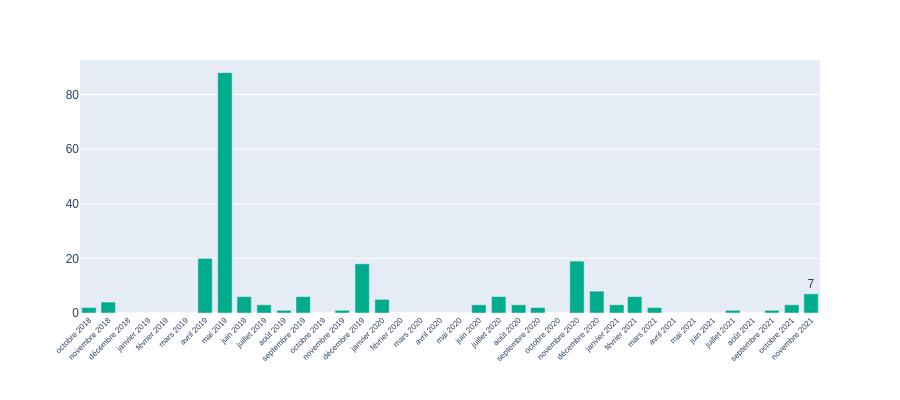 80
60
40
20
0
7
octobre 2018
novembre 2018
décembre 2018
janvier 2019
février 2019
mars 2019
avril 2019
mai 2019
juin 2019
juillet 2019
août 2019
septembre 2019
octobre 2019
novembre 2019
décembre 2019
janvier 2020
février 2020
mars 2020
avril 2020
mai 2020
juin 2020
juillet 2020
août 2020
septembre 2020
octobre 2020
novembre 2020
décembre 2020
janvier 2021
février 2021
mars 2021
avril 2021
mai 2021
juin 2021
juillet 2021
août 2021
septembre 2021
octobre 2021
novembre 2021